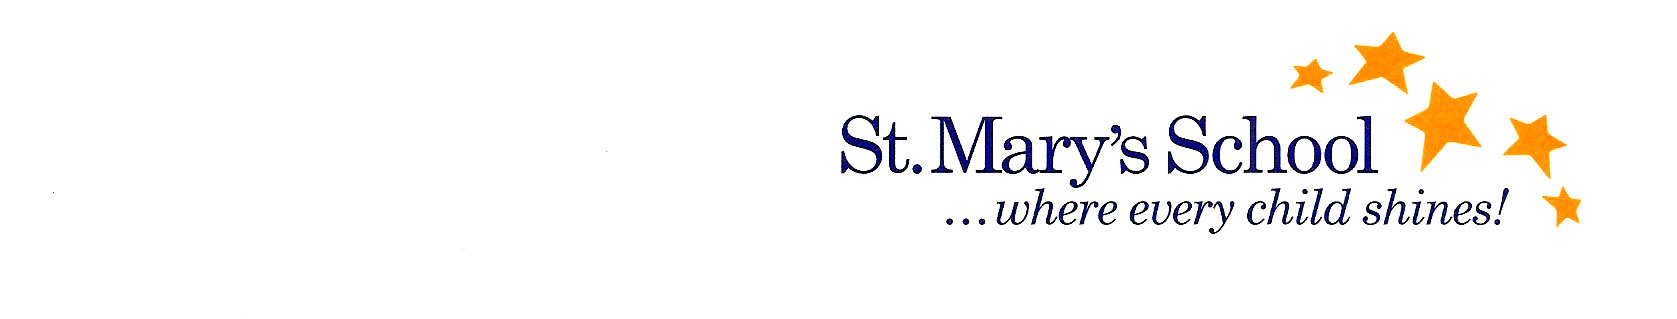 St. Mary's School
...where every child shines!